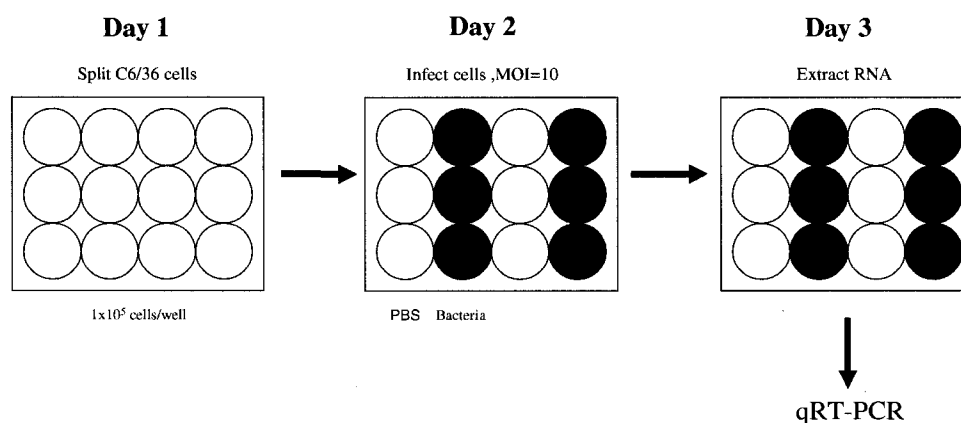 Day 1
Split C6/36 cells
1x10⁵ cells/well
Day 2
Infect cells ,MOI=10
PBS Bacteria
Day 3
Extract RNA
qRT-PCR